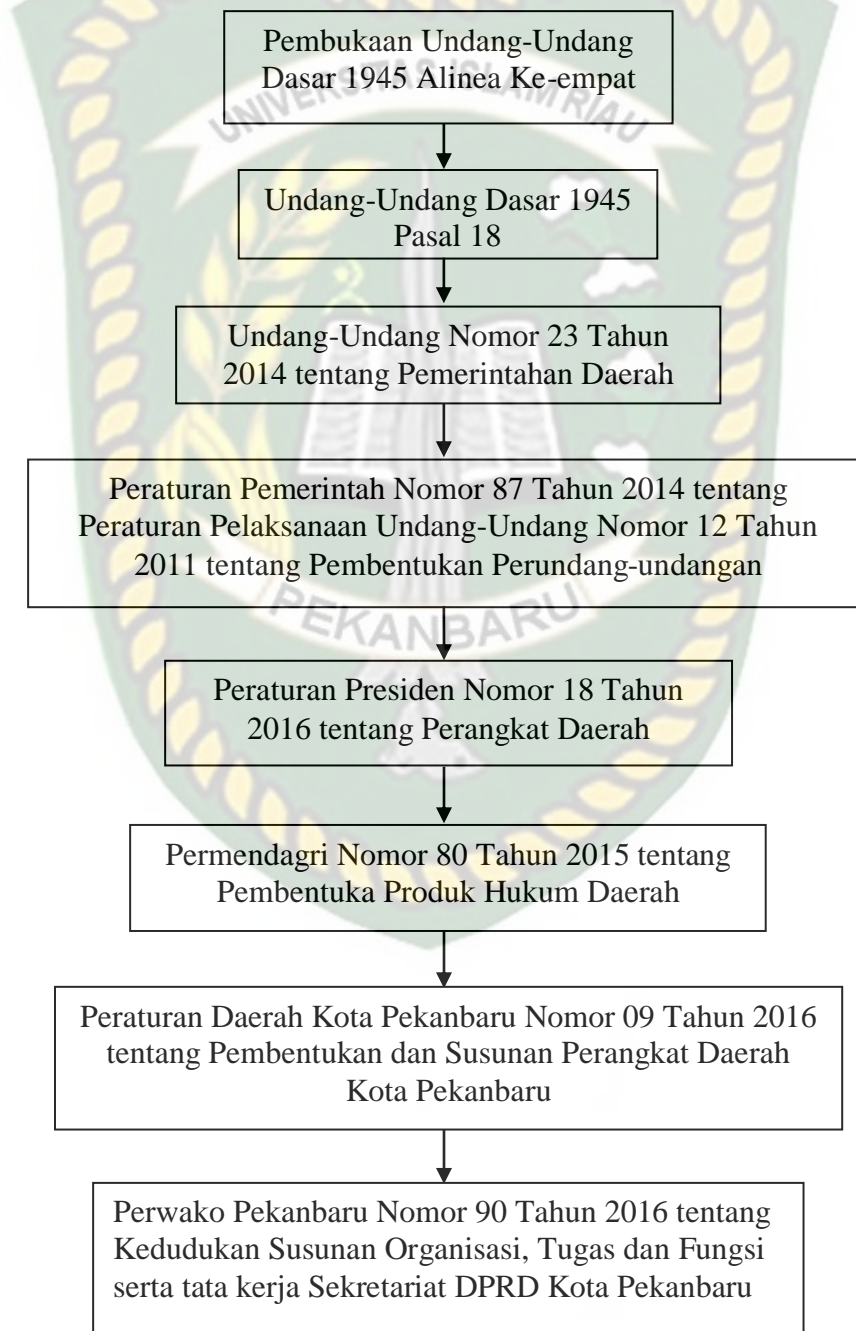 Pembukaan Undang-Undang
Dasar 1945 Alinea Ke-empat
UNIVERSITAS ISLAM RIAU
Undang-Undang Dasar 1945
Pasal 18
Undang-Undang Nomor 23 Tahun
2014 tentang Pemerintahan Daerah
Peraturan Pemerintah Nomor 87 Tahun 2014 tentang
Peraturan Pelaksanaan Undang-Undang Nomor 12 Tahun
2011 tentang Pembentukan Perundang-undangan
PEKANBARU
Peraturan Presiden Nomor 18 Tahun
2016 tentang Perangkat Daerah
Permendagri Nomor 80 Tahun 2015 tentang
Pembentuka Produk Hukum Daerah
Peraturan Daerah Kota Pekanbaru Nomor 09 Tahun 2016
tentang Pembentukan dan Susunan Perangkat Daerah
Kota Pekanbaru
Perwako Pekanbaru Nomor 90 Tahun 2016 tentang
Kedudukan Susunan Organisasi, Tugas dan Fungsi
serta tata kerja Sekretariat DPRD Kota Pekanbaru